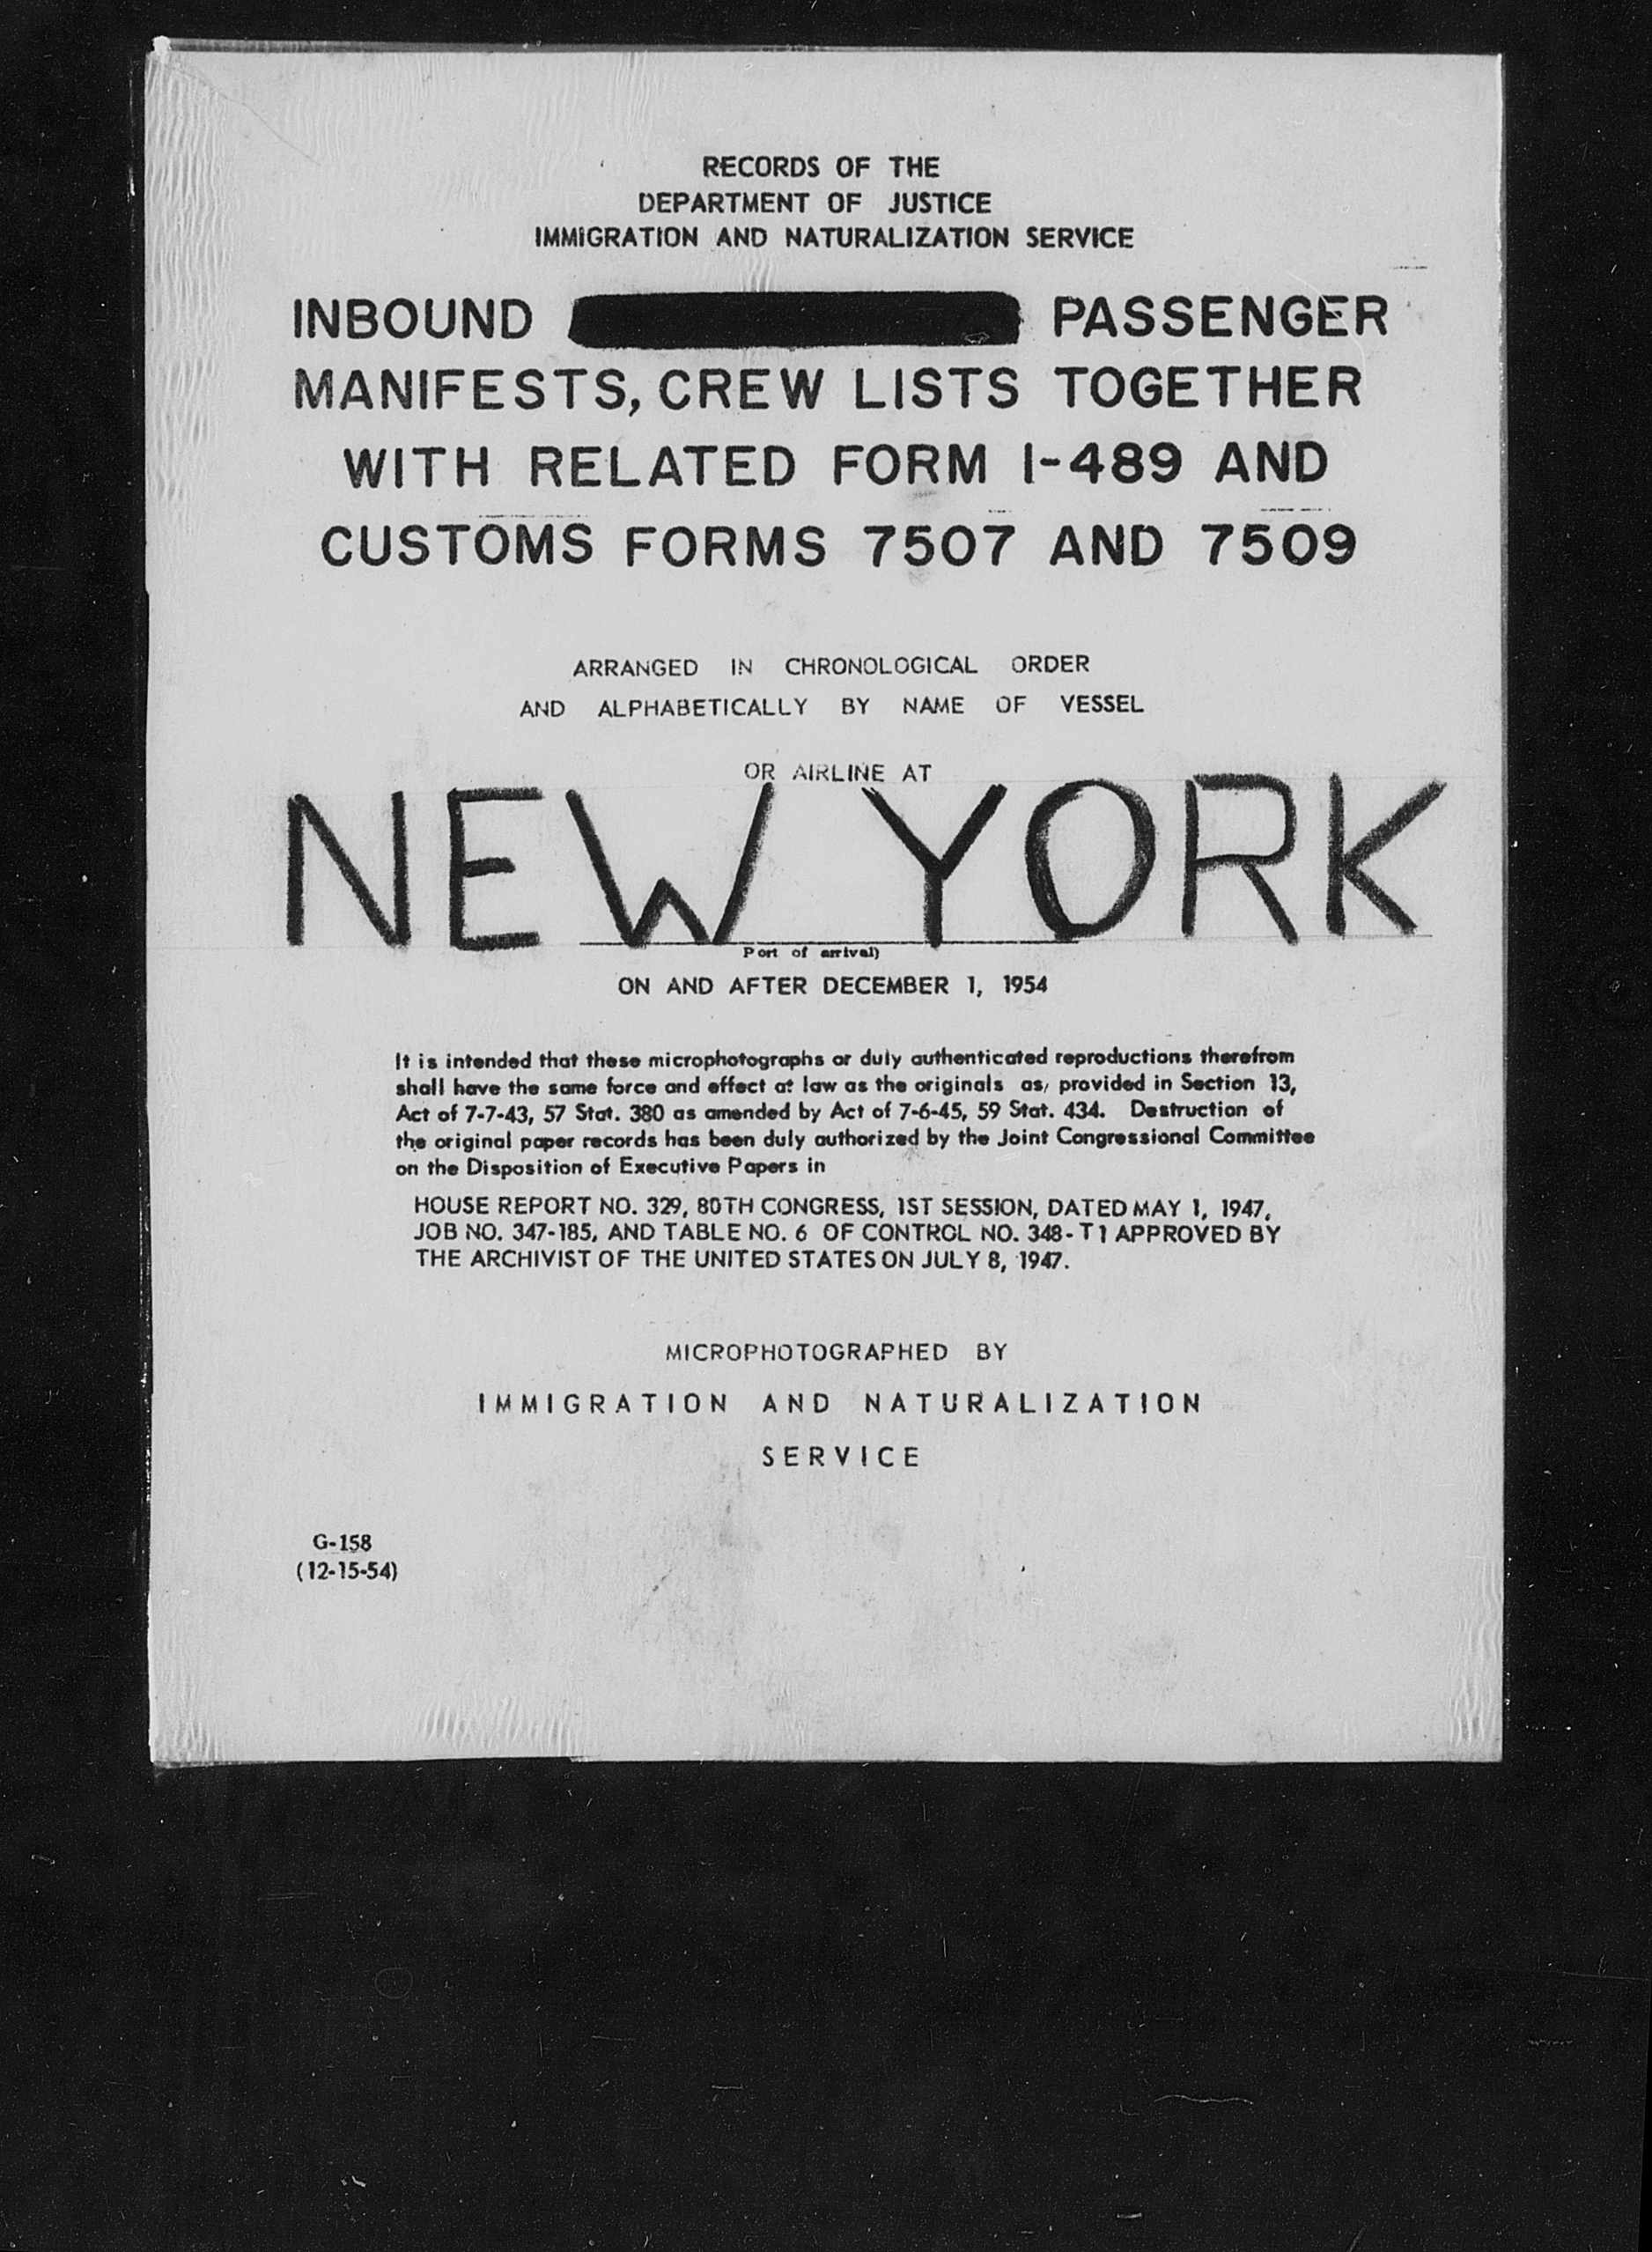 RECORDS OF THE
DEPARTMENT OF JUSTICE
IMMIGRATION AND NATURALIZATION SERVICE
INBOUND PASSENGER
MANIFESTS, CREW LISTS TOGETHER
WITH RELATED FORM I-489 AND
CUSTOMS FORMS 7507 AND 7509
ARRANGED IN CHRONOLOGICAL ORDER
AND ALPHABETICALLY BY NAME OF VESSEL
OR AIRLINE AT
NEW YORK
Port of arrival)
ON AND AFTER DECEMBER 1, 1954
It is intended that these microphotographs or duly authenticated reproductions therefrom
shall have the same force and effect at law as the originals as, provided in Section 13,
Act of 7-7-43, 57 Stat. 380 as amended by Act of 7-6-45, 59 Stat. 434. Destruction of
the original paper records has been duly authorized by the Joint Congressional Committee
on the Disposition of Executive Papers in
HOUSE REPORT NO. 329, 80TH CONGRESS, 1ST SESSION, DATED MAY 1, 1947,
JOB NO. 347-185, AND TABLE NO. 6 OF CONTROL NO. 348-T1 APPROVED BY
THE ARCHIVIST OF THE UNITED STATES ON JULY 8, 1947.
MICROPHOTOGRAPHED BY
IMMIGRATION AND NATURALIZATION
SERVICE
G-158
(12-15-54)